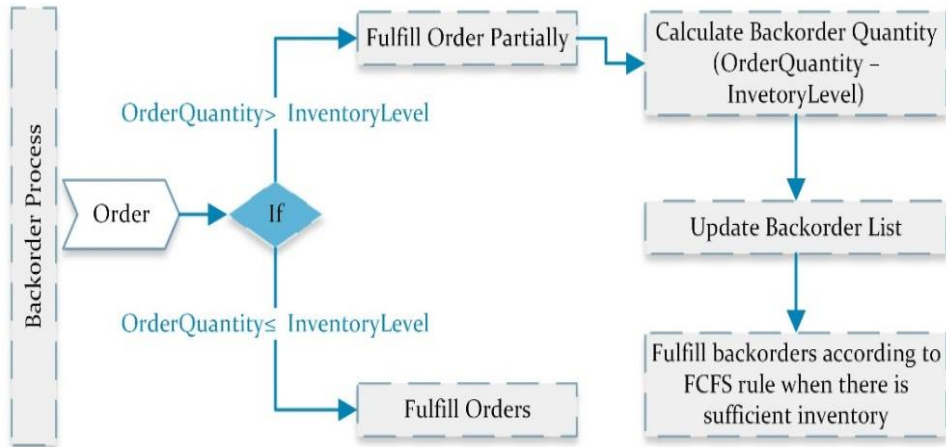 Backorder Process
Order
If
OrderQuantity> InventoryLevel
OrderQuantity≤ InventoryLevel
Fulfill Order Partially
Calculate Backorder Quantity
(OrderQuantity –
InvetoryLevel)
Update Backorder List
Fulfill backorders according to
FCFS rule when there is
sufficient inventory
Fulfill Orders